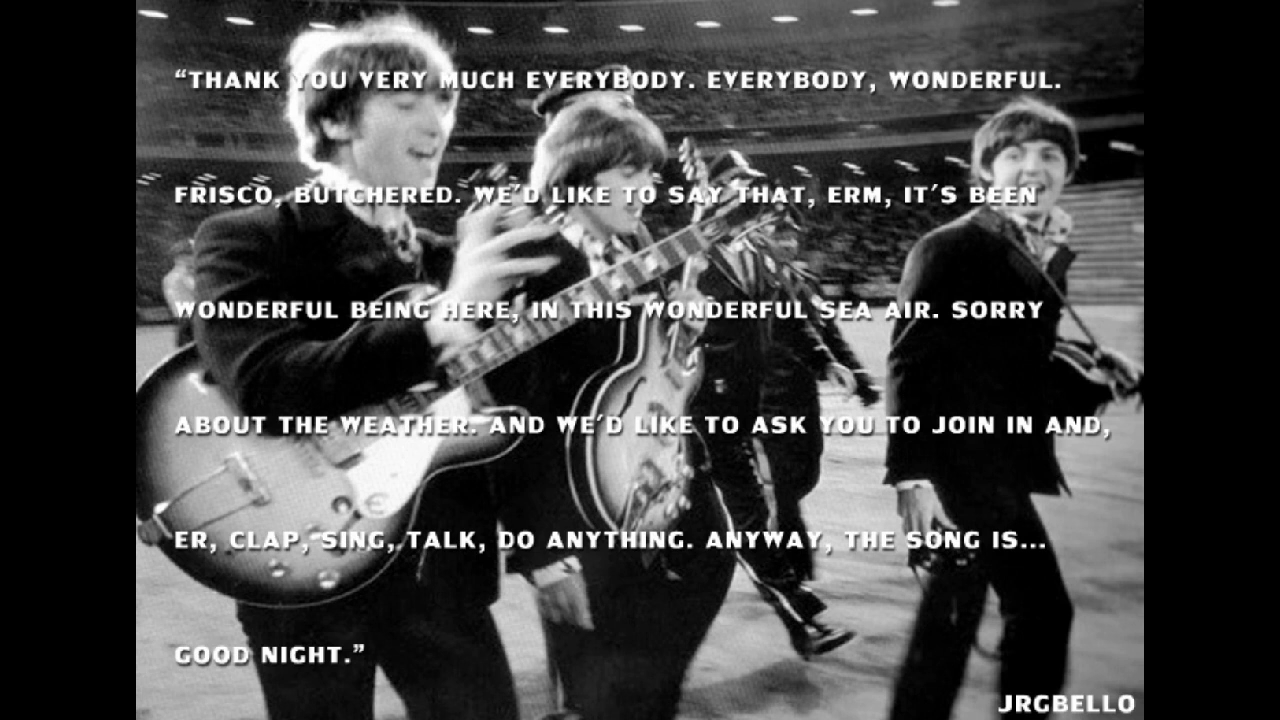 “THANK YOU VERY MUCH EVERYBODY. EVERYBODY, WONDERFUL.
FRISCO, BUTCHERED. WE'D LIKE TO SAY THAT, ERM, IT'S BEEN
WONDERFUL BEING HERE, IN THIS WONDERFUL SEA AIR. SORRY
ABOUT THE WEATHER. AND WE'D LIKE TO ASK YOU TO JOIN IN AND,
ER, CLAP, SING, TALK, DO ANYTHING. ANYWAY, THE SONG IS...
GOOD NIGHT.”
JRGBELLO